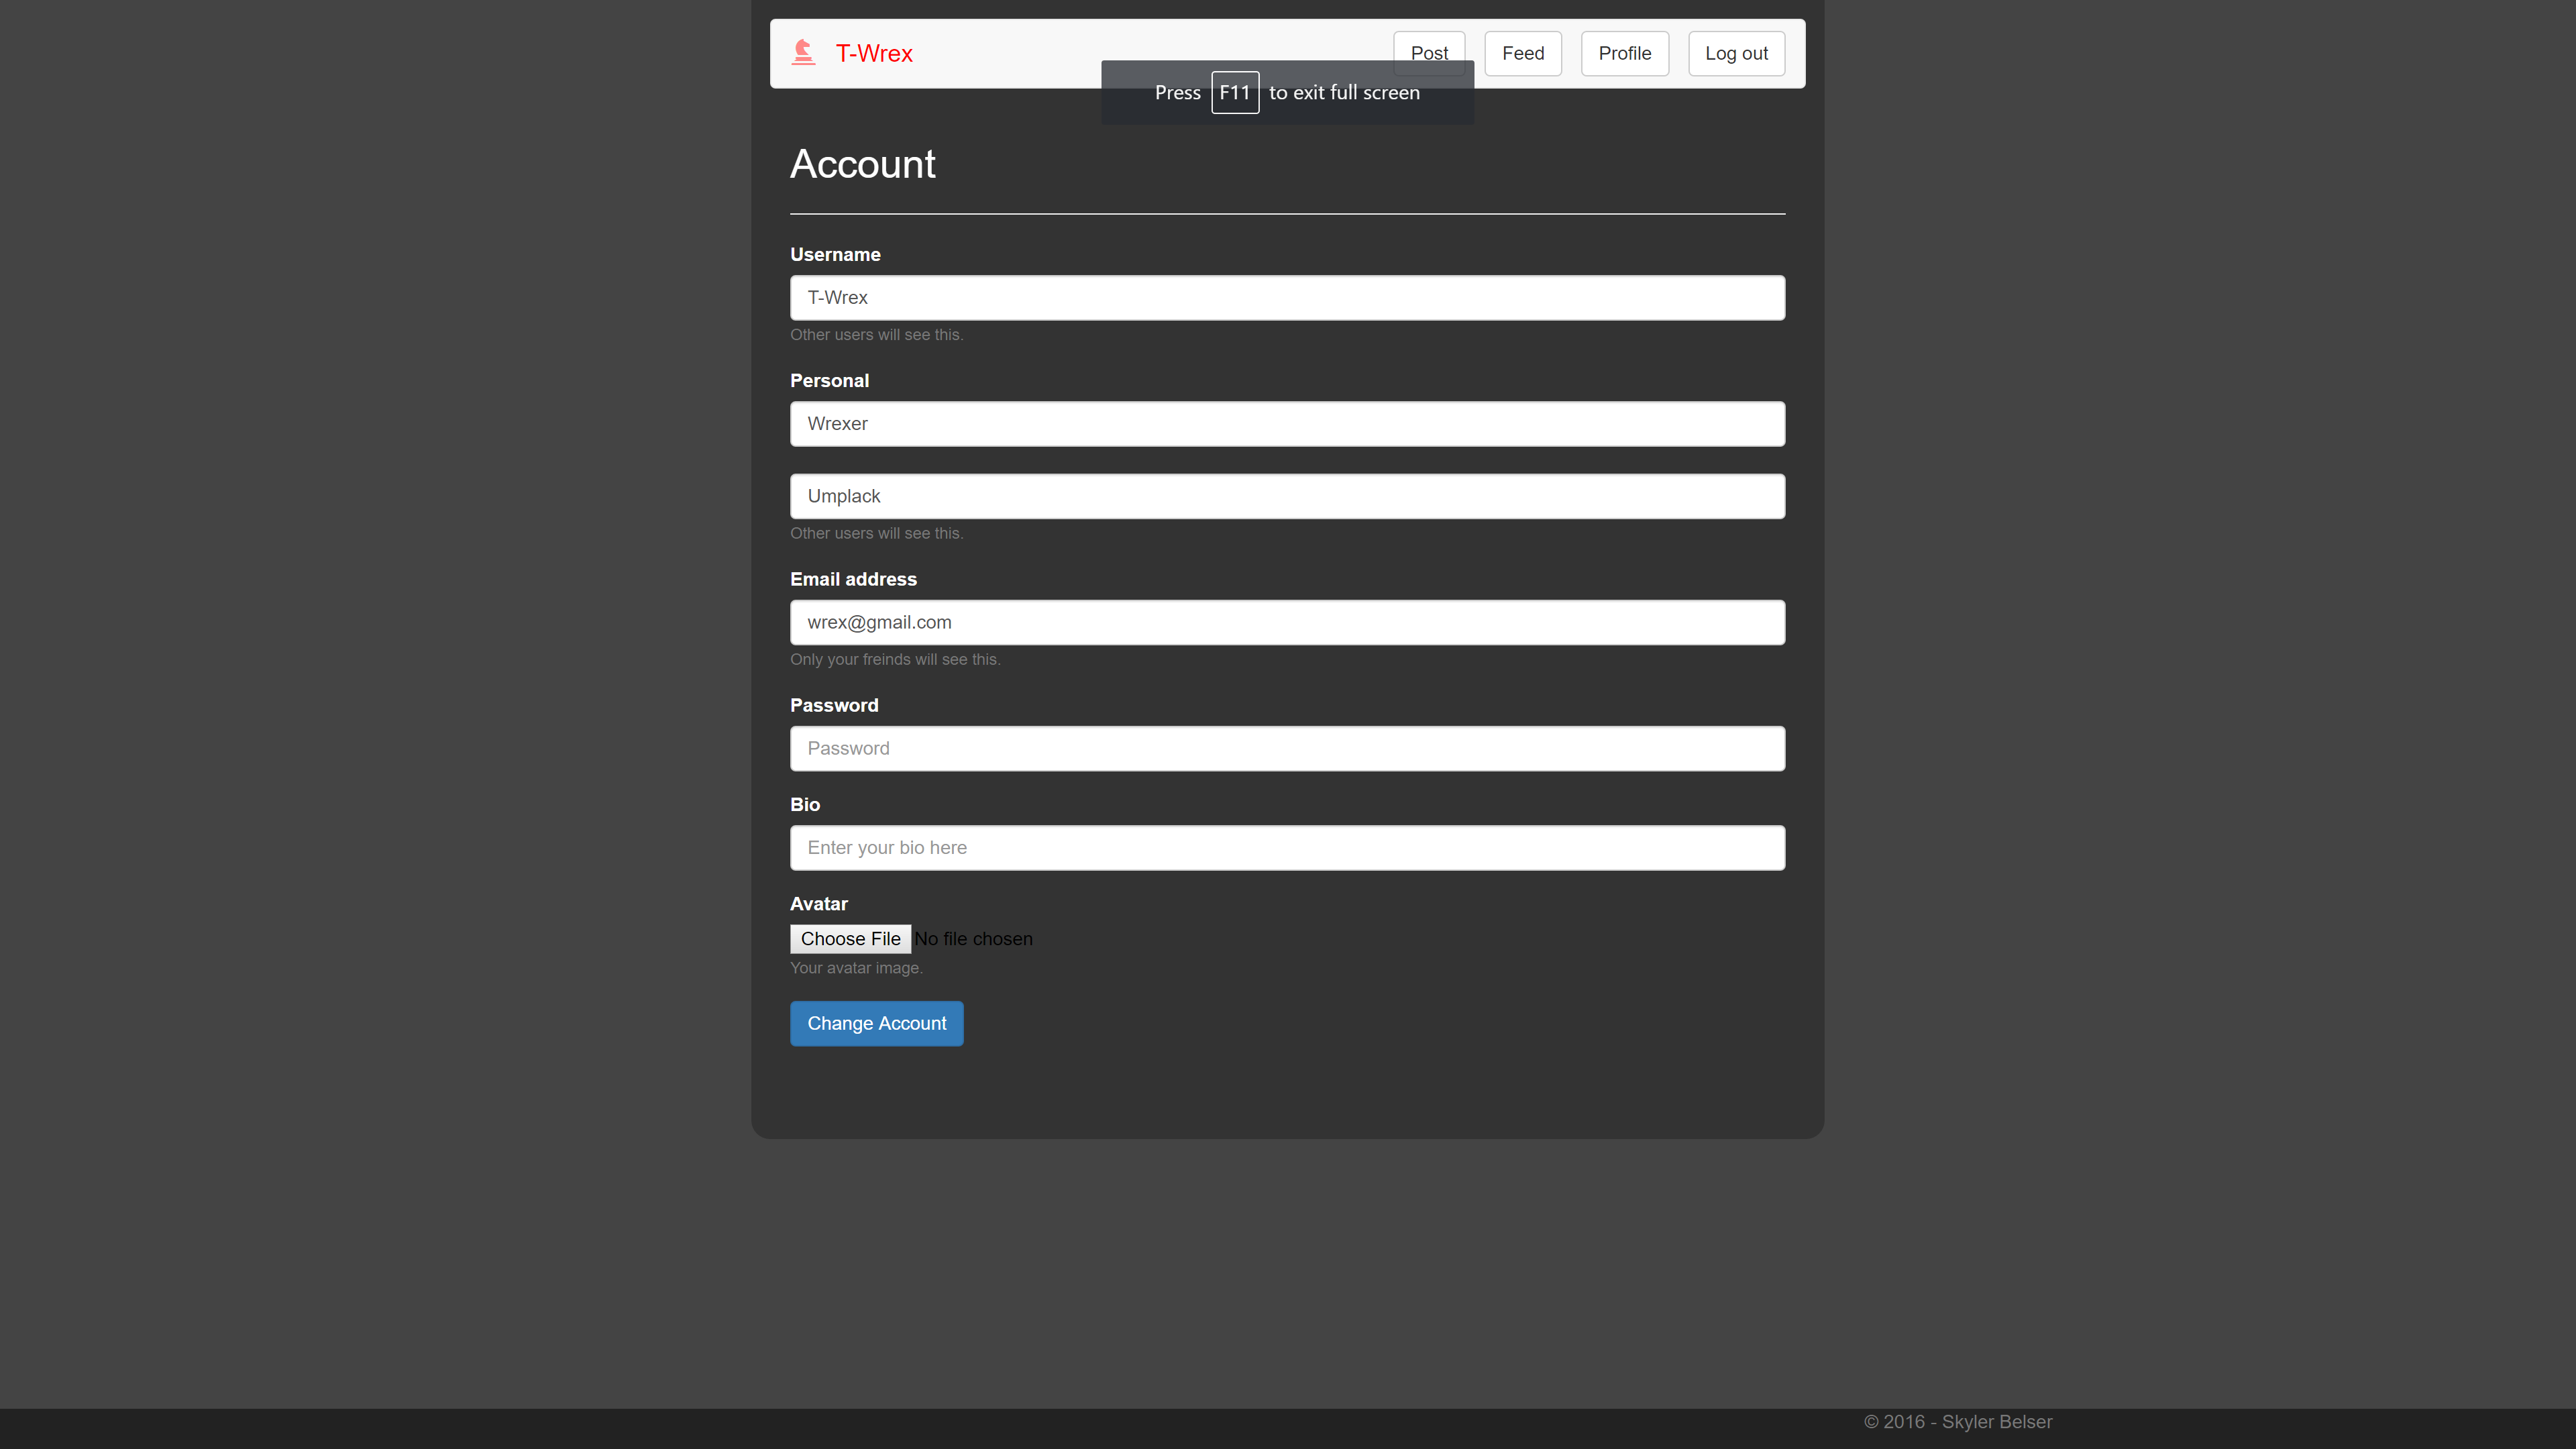 T-Wrex
Post
Feed
Profile
Log out
Press F11 to exit full screen
Account
Username
T-Wrex
Other users will see this.
Personal
Wrexer
Umplack
Other users will see this.
Email address
wrex@gmail.com
Only your freinds will see this.
Password
Password
Bio
Enter your bio here
Avatar
Choose File No file chosen
Your avatar image.
Change Account
© 2016 - Skyler Belser